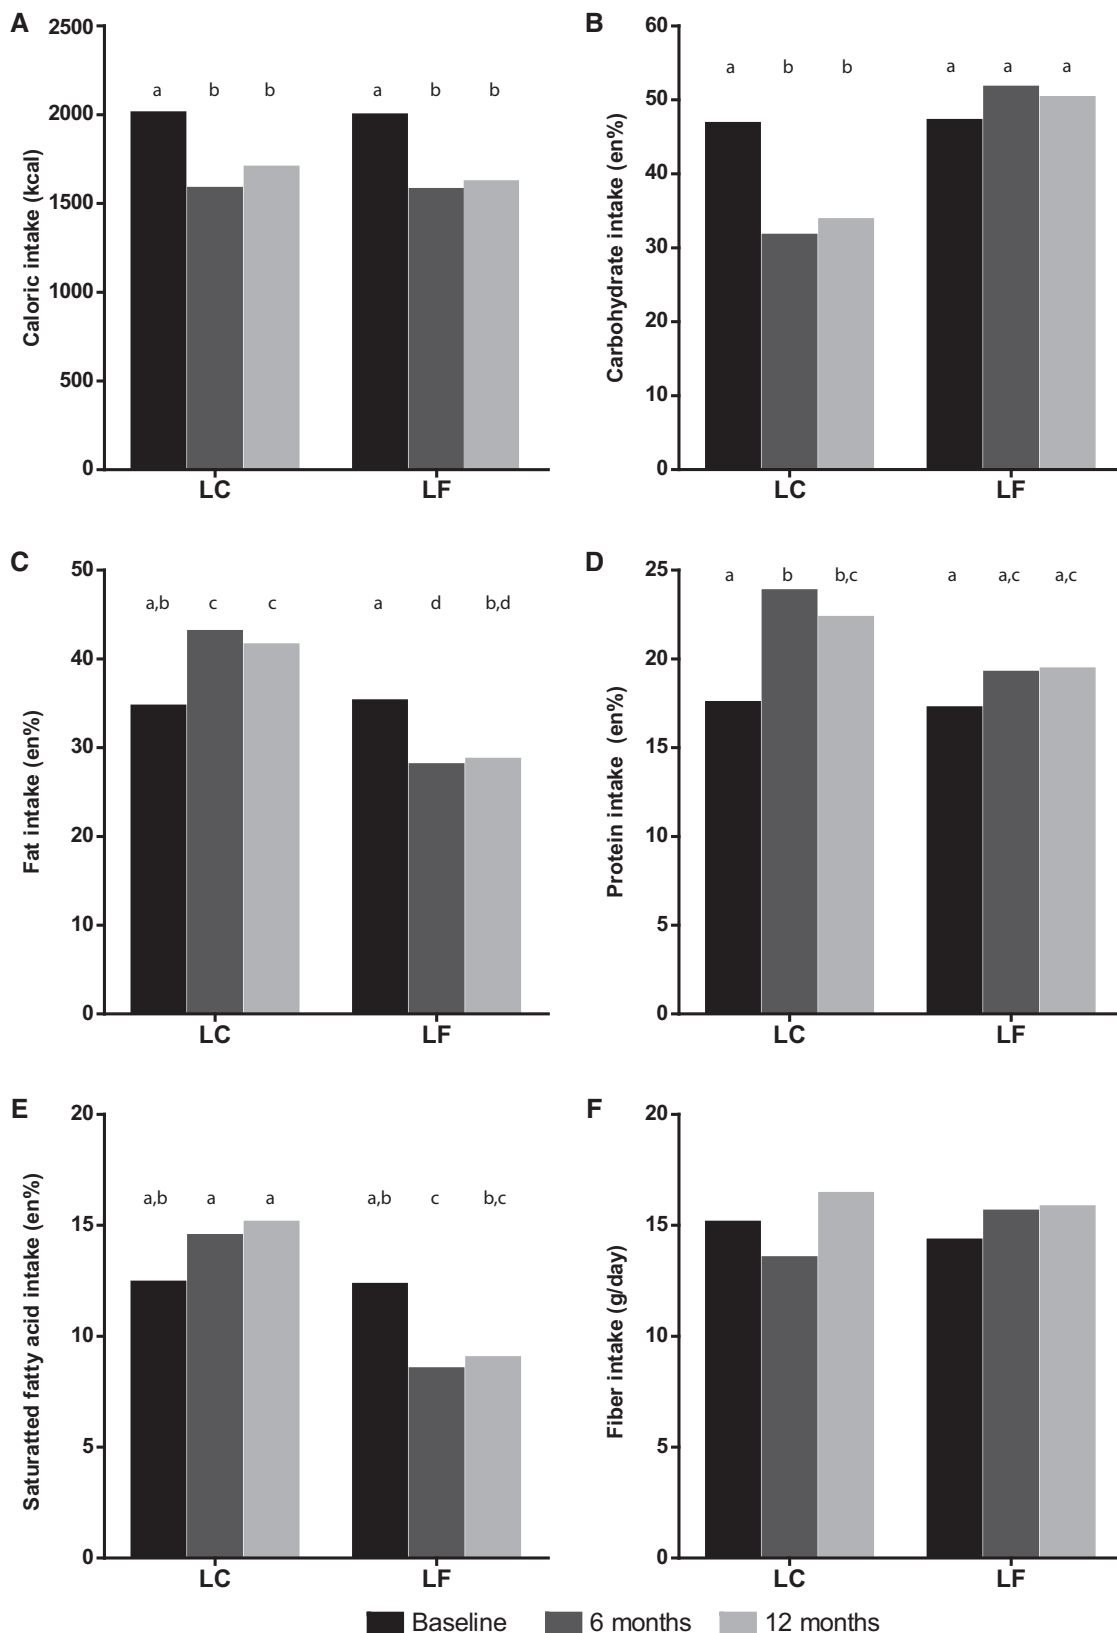 A
Caloric intake (kcal)
2500
2000
1500
1000
500
0
a b b a b b
LC LF
B
Carbohydrate intake (en%)
60
50
40
30
20
10
0
a b b a a a
LC LF
C
Fat intake (en%)
50
40
30
20
10
0
a,b c c a d b,d
LC LF
D
Protein intake (en%)
25
20
15
10
5
0
a b b,c a a,c a,c
LC LF
E
Saturatted fatty acid intake (en%)
20
15
10
5
0
a,b a a a,b c b,c
LC LF
F
Fiber intake (g/day)
20
15
10
5
0
LC LF
Baseline 6 months 12 months